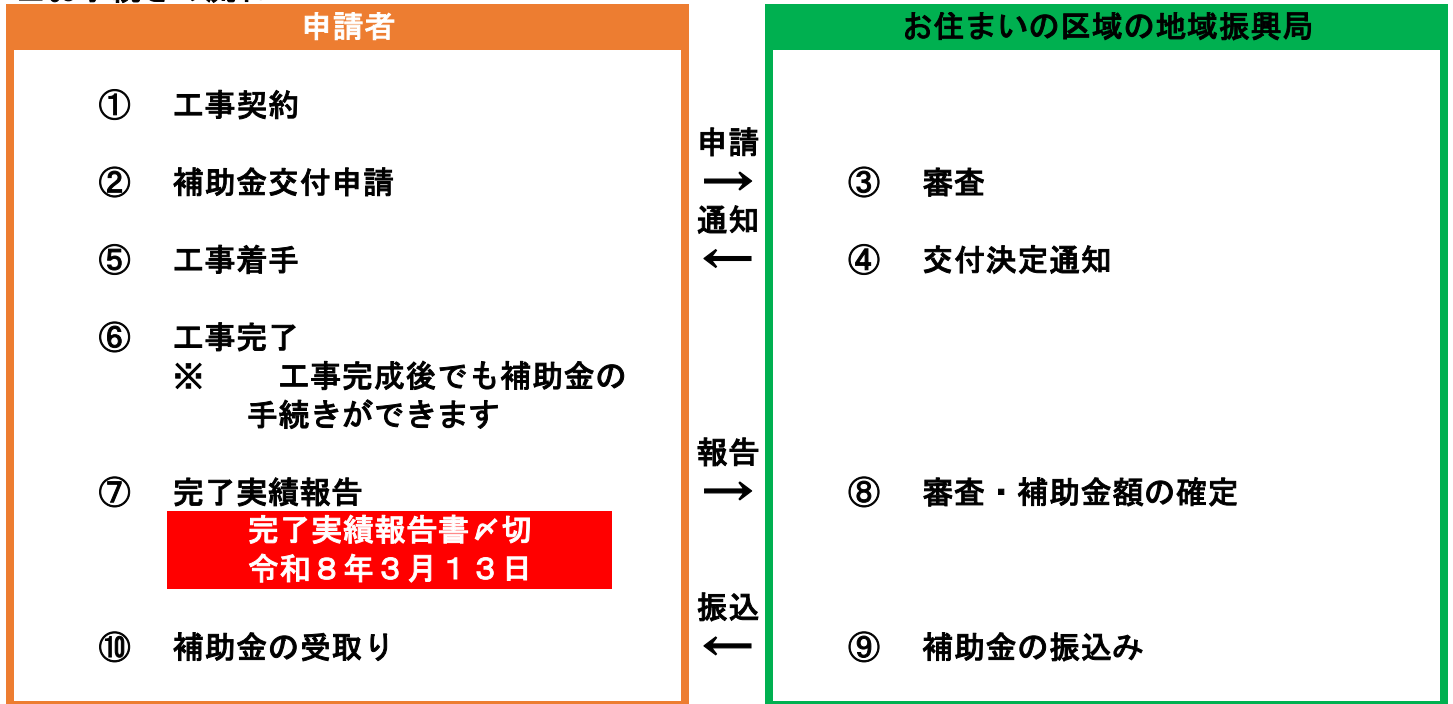 申請者
お住まいの区域の地域振興局
① 工事契約
申請
② 補助金交付申請
→
③ 審査
通知
⑤ 工事着手
←
④ 交付決定通知
⑥ 工事完了
※ 工事完成後でも補助金の
手続きができます
報告
⑦ 完了実績報告
→
⑧ 審査・補助金額の確定
完了実績報告書〆切
令和８年３月１３日
振込
⑩ 補助金の受取り
←
⑨ 補助金の振込み